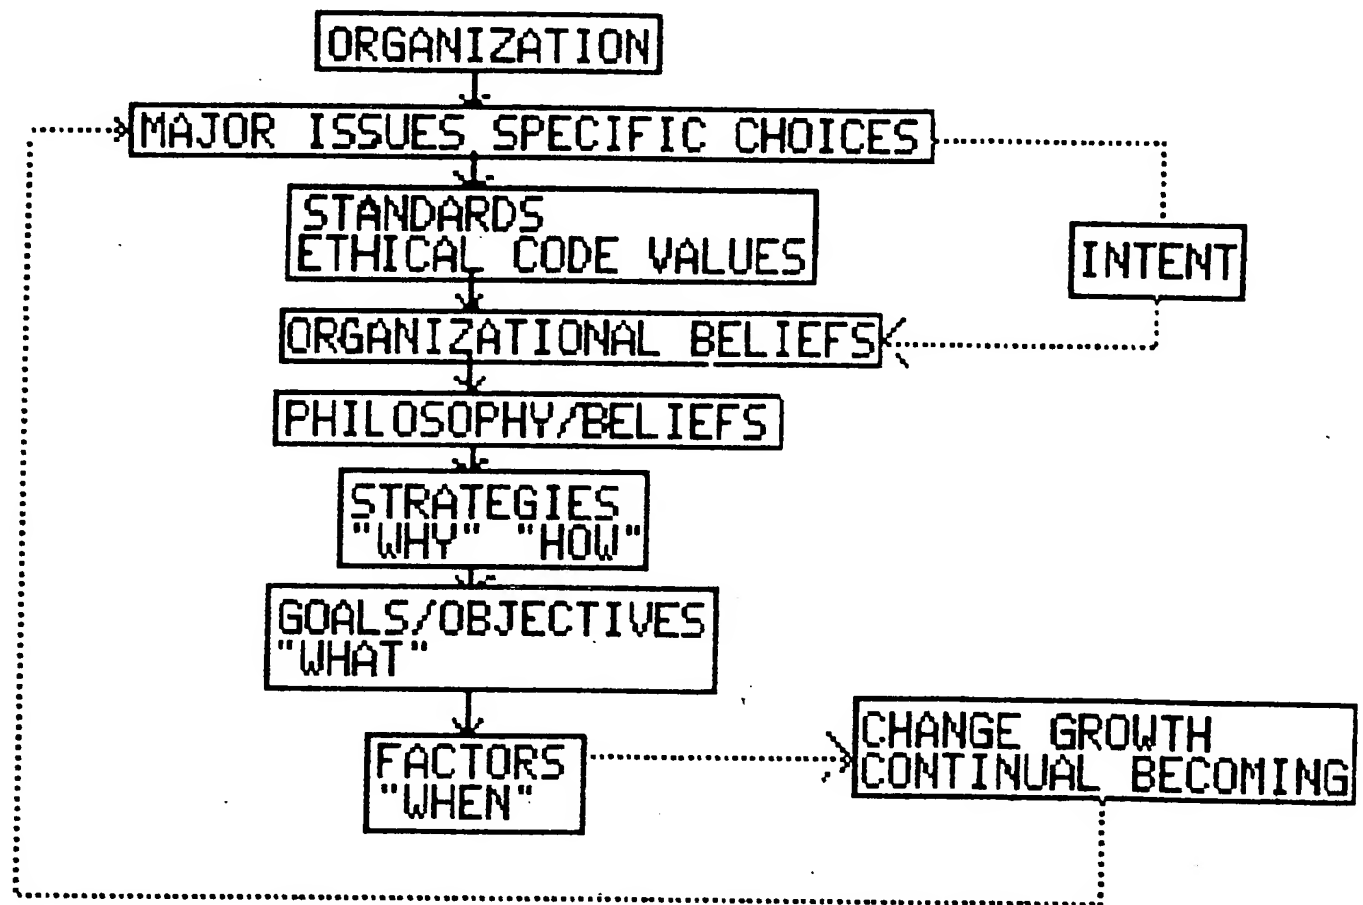 ORGANIZATION
MAJOR ISSUES SPECIFIC CHOICES
STANDARDS
ETHICAL CODE VALUES
INTENT
ORGANIZATIONAL BELIEFS
PHILOSOPHY/BELIEFS
STRATEGIES
"WHY" "HOW"
GOALS/OBJECTIVES
"WHAT"
FACTORS
"WHEN"
CHANGE GROWTH
CONTINUAL BECOMING